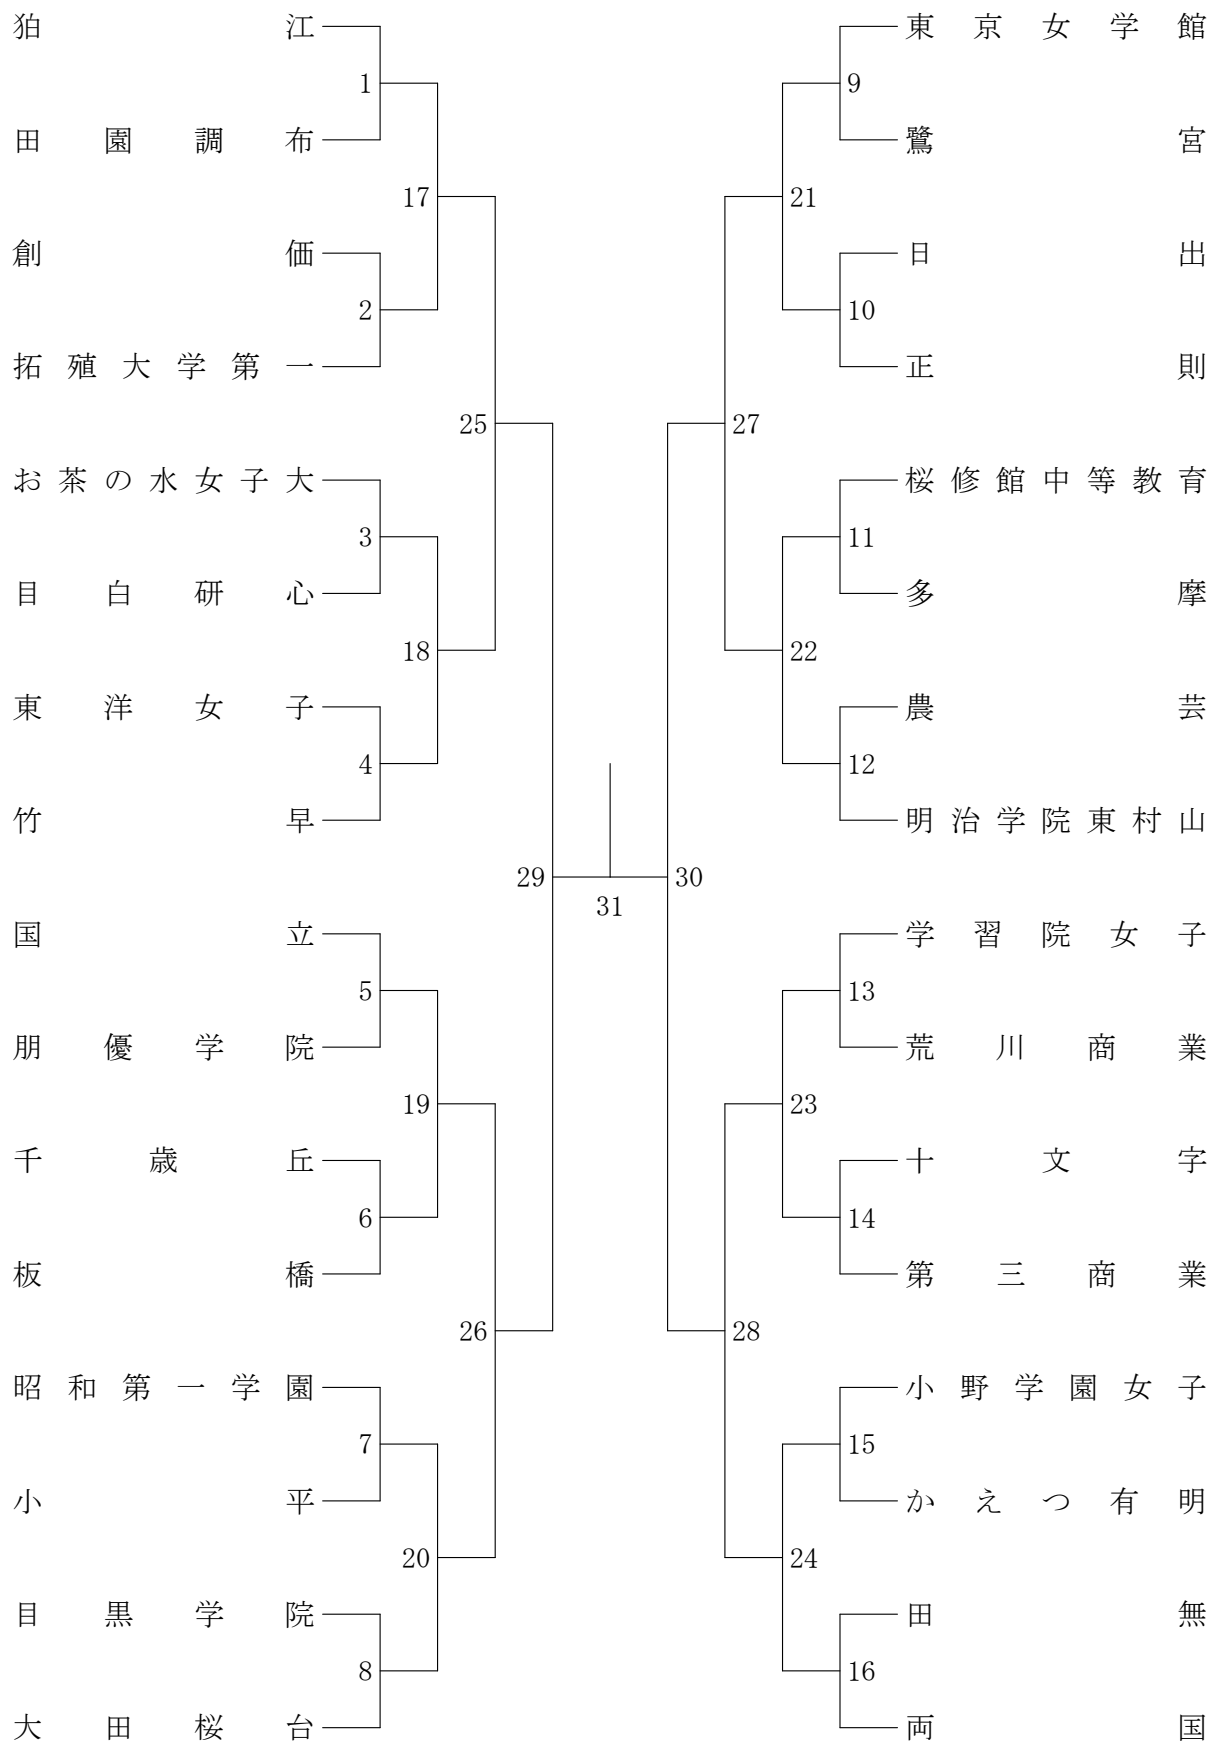 狛江
1
田園調布
17
創価
2
拓殖大学第一
25
お茶の水女子大
3
目白研心
18
東洋女子
4
竹早
29
国立
5
朋優学院
19
千歳丘
6
板橋
26
昭和第一学園
7
小平
20
目黒学院
8
大田桜台
31
東京女学館
9
鷺宮
21
日出
10
正則
27
桜修館中等教育
11
多摩
22
農芸
12
明治学院東村山
30
学習院女子
13
荒川商業
23
十文字
14
第三商業
28
小野学園女子
15
かえつ有明
24
田無
16
両国